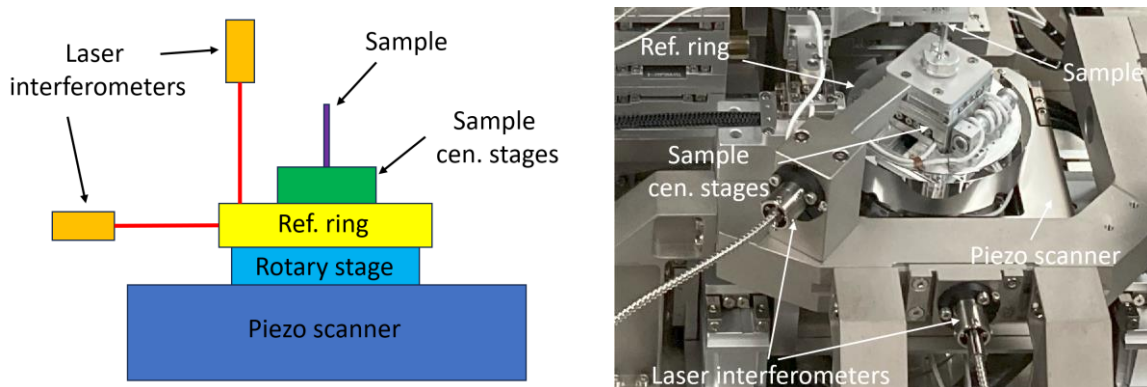 Laser
interferometers
Sample
Sample
cen. stages
Ref. ring
Rotary stage
Piezo scanner
Ref. ring
Sample
Sample
cen. stages
Piezo scanner
Laser interferometers